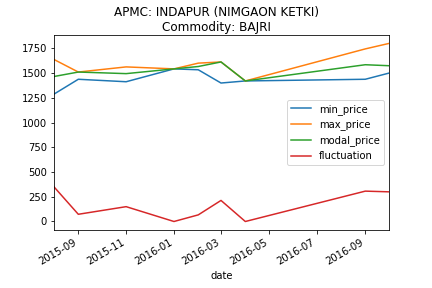 APMC: INDAPUR (NIMGAON KETKI)
Commodity: BAJRI
1750
1500
1250
1000
750
500
250
0
min_price
max_price
modal_price
fluctuation
2015-09
2015-11
2016-01
2016-03
2016-05
2016-07
2016-09
date